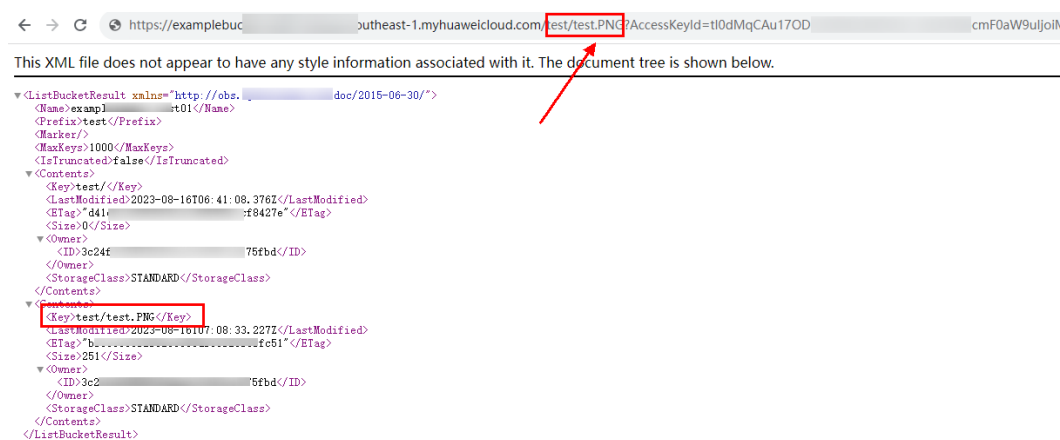 https://examplebuc outheast-1.myhuaweicloud.com/test/test.PNG?AccessKeyId=tI0dMqCAu17OD cmF0aW9uIjoiM
This XML file does not appear to have any style information associated with it. The document tree is shown below.
▼<ListBucketResult xmlns="http://obs. doc/2015-06-30/">
<Name>exampl st01</Name>
<Prefix>test</Prefix>
<Marker/>
<MaxKeys>1000</MaxKeys>
<IsTruncated>false</IsTruncated>
▼<Contents>
<Key>test/</Key>
<LastModified>2023-08-16T06:41:08.376Z</LastModified>
<ETag>"d41 cf8427e"</ETag>
<Size>0</Size>
▼<Owner>
<ID>3c24f 75fbd</ID>
</Owner>
<StorageClass>STANDARD</StorageClass>
</Contents>
▼<Contents>
<Key>test/test.PNG</Key>
<LastModified>2023-08-16T07:08:33.227Z</LastModified>
<ETag>"b fc51"</ETag>
<Size>251</Size>
▼<Owner>
<ID>3c2 5fbd</ID>
</Owner>
<StorageClass>STANDARD</StorageClass>
</Contents>
</ListBucketResult>